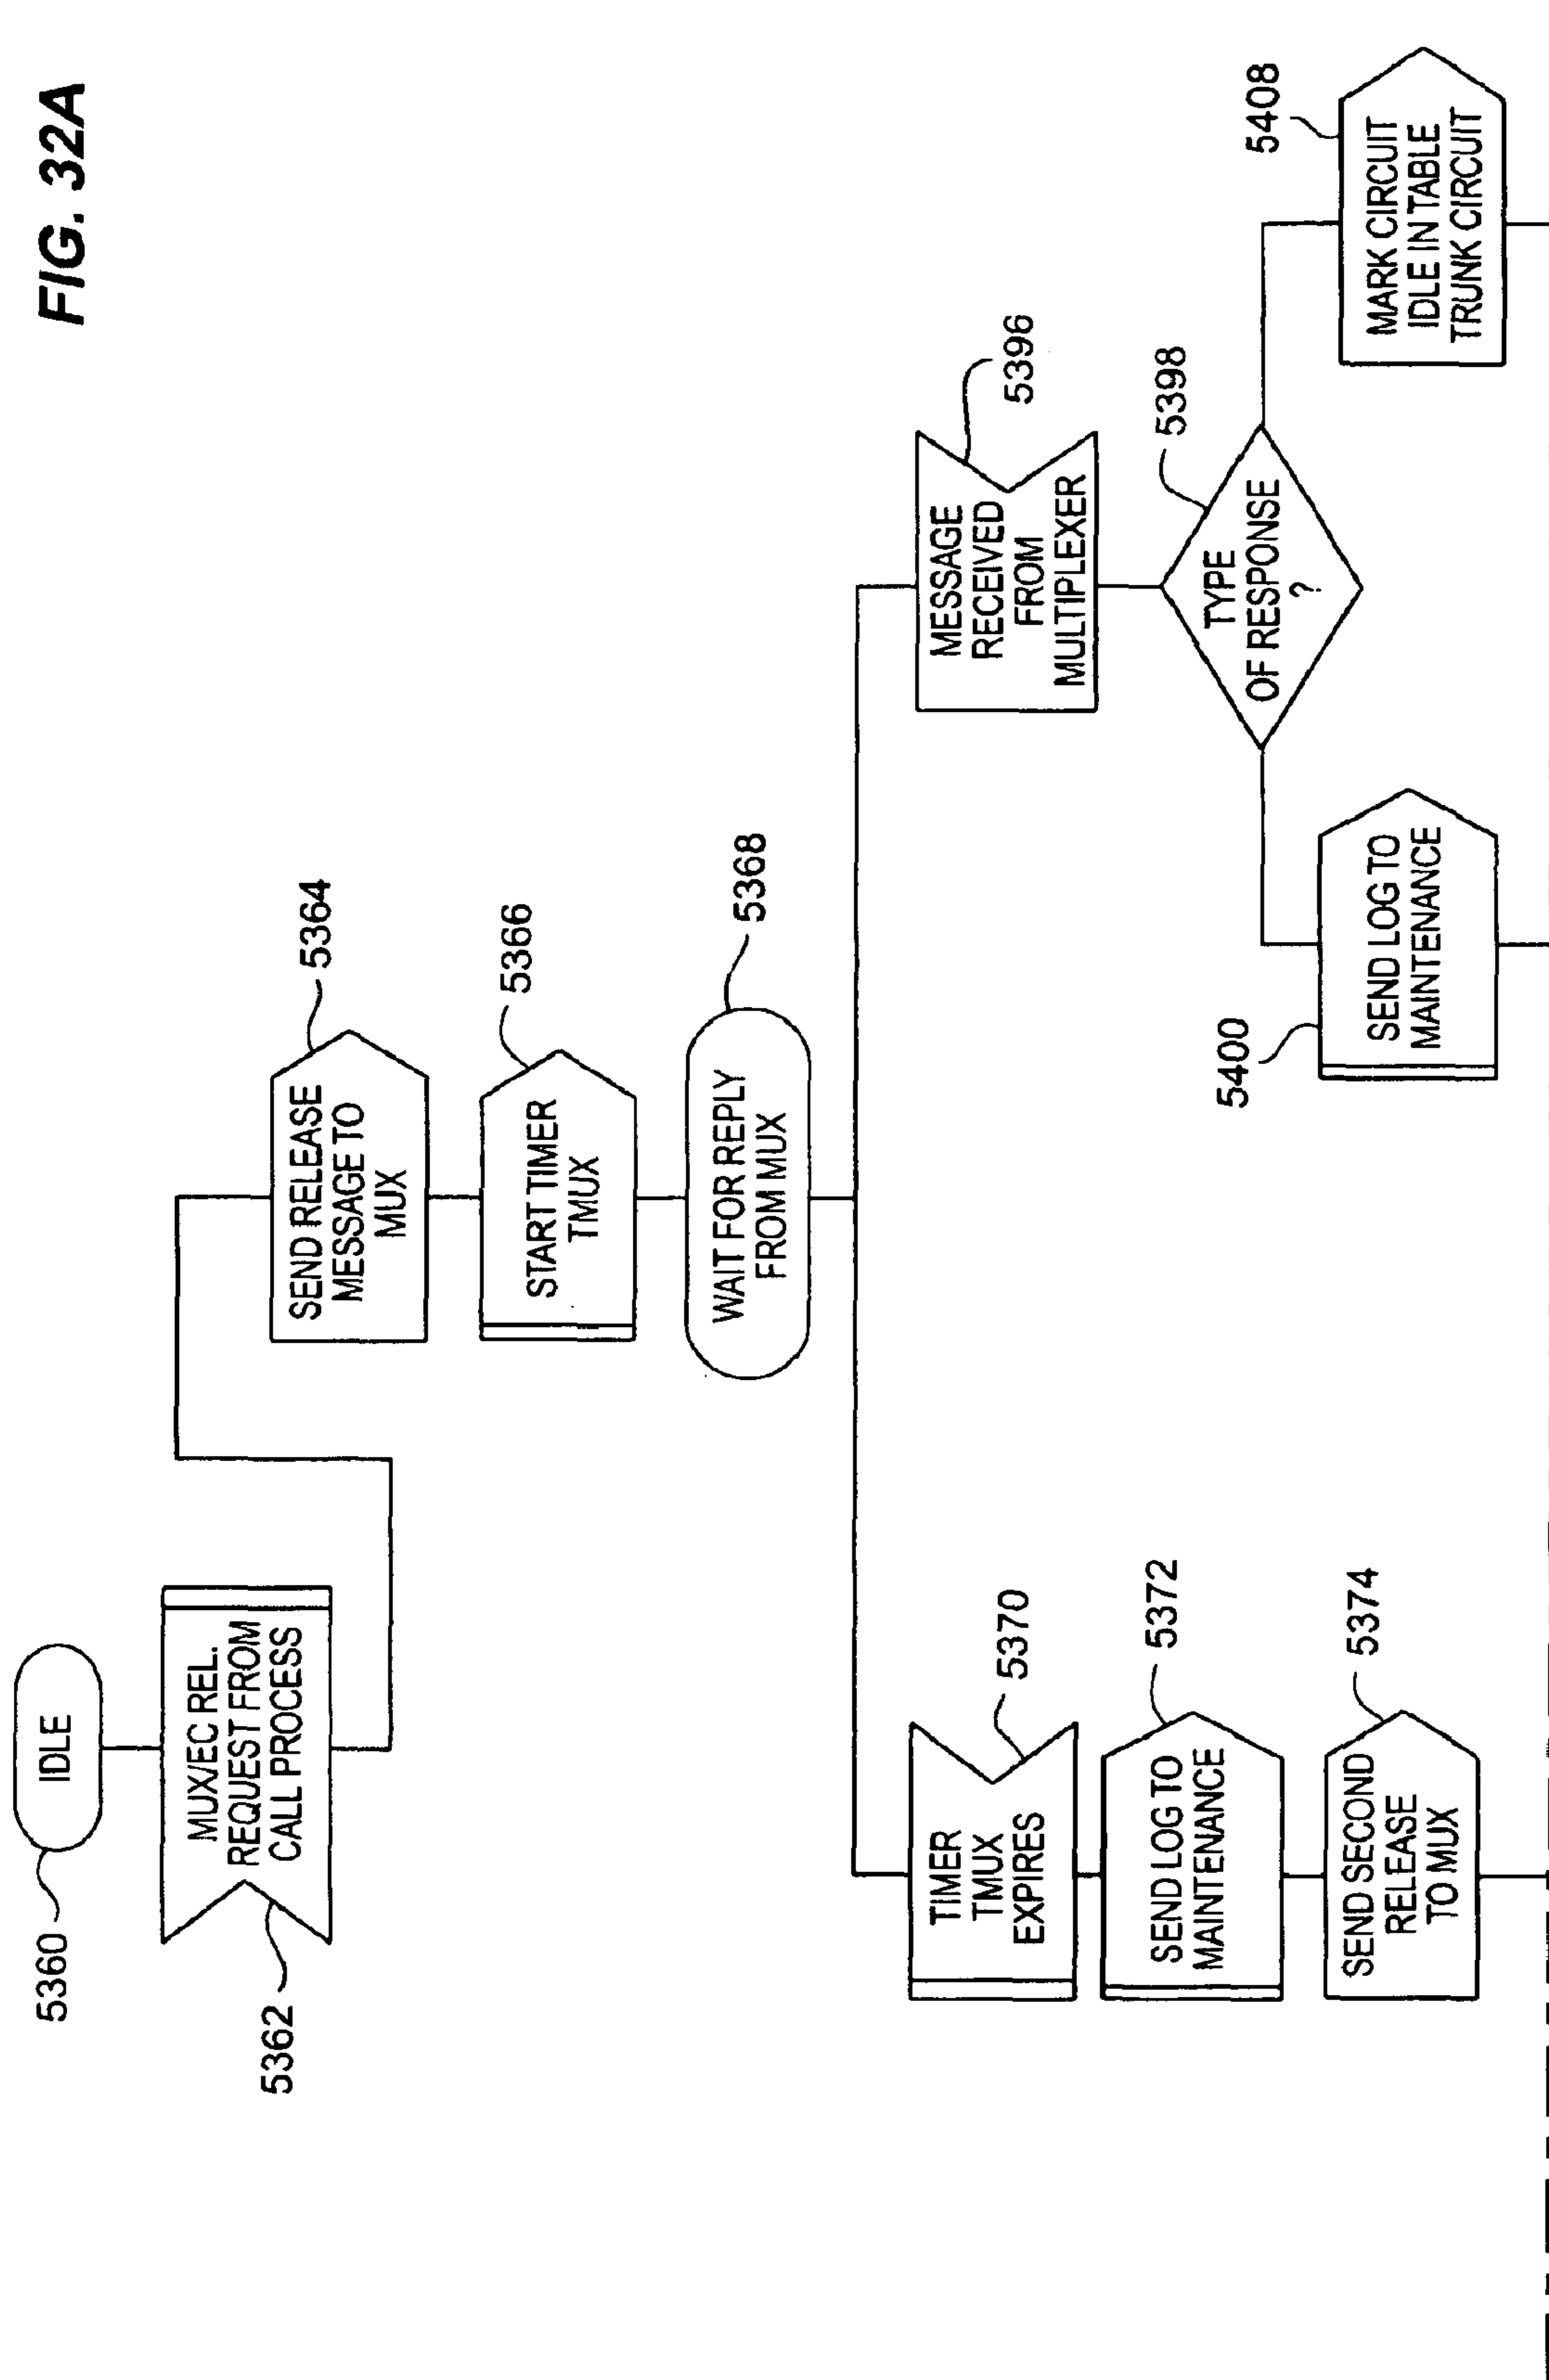 FIG. 32A
5360
IDLE
5362
MUX/EC REL.
REQUEST FROM
CALL PROCESS
5364
SEND RELEASE
MESSAGE TO
MUX
5366
START TIMER
TMUX
5368
WAIT FOR REPLY
FROM MUX
5370
TIMER
TMUX
EXPIRES
5372
SEND LOG TO
MAINTENANCE
5374
SEND SECOND
RELEASE
TO MUX
5396
MESSAGE
RECEIVED
FROM
MULTIPLEXER
5398
TYPE
OF RESPONSE
?
5400
SEND LOG TO
MAINTENANCE
5408
MARK CIRCUIT
IDLE IN TABLE
TRUNK CIRCUIT